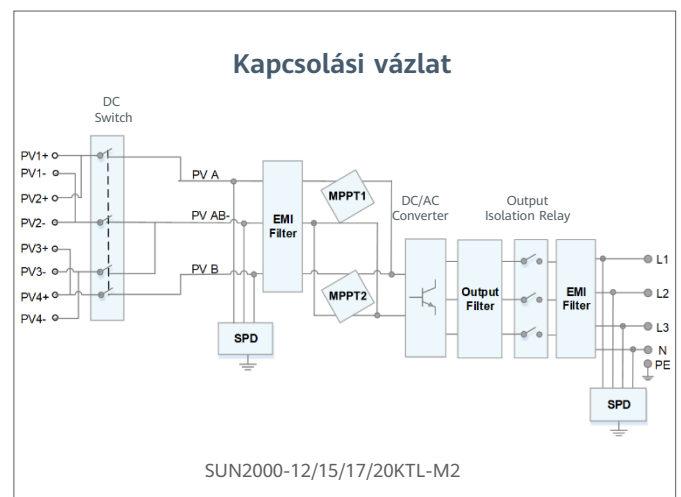 Kapcsolási vázlat
DC
Switch
PV1+
PV1-
PV2+
PV2-
PV3+
PV3-
PV4+
PV4-
PV A
PV AB-
PV B
SPD
EMI
Filter
MPPT1
MPPT2
DC/AC
Converter
Output
Filter
Output
Isolation Relay
EMI
Filter
L1
L2
L3
N
PE
SPD
SUN2000-12/15/17/20KTL-M2